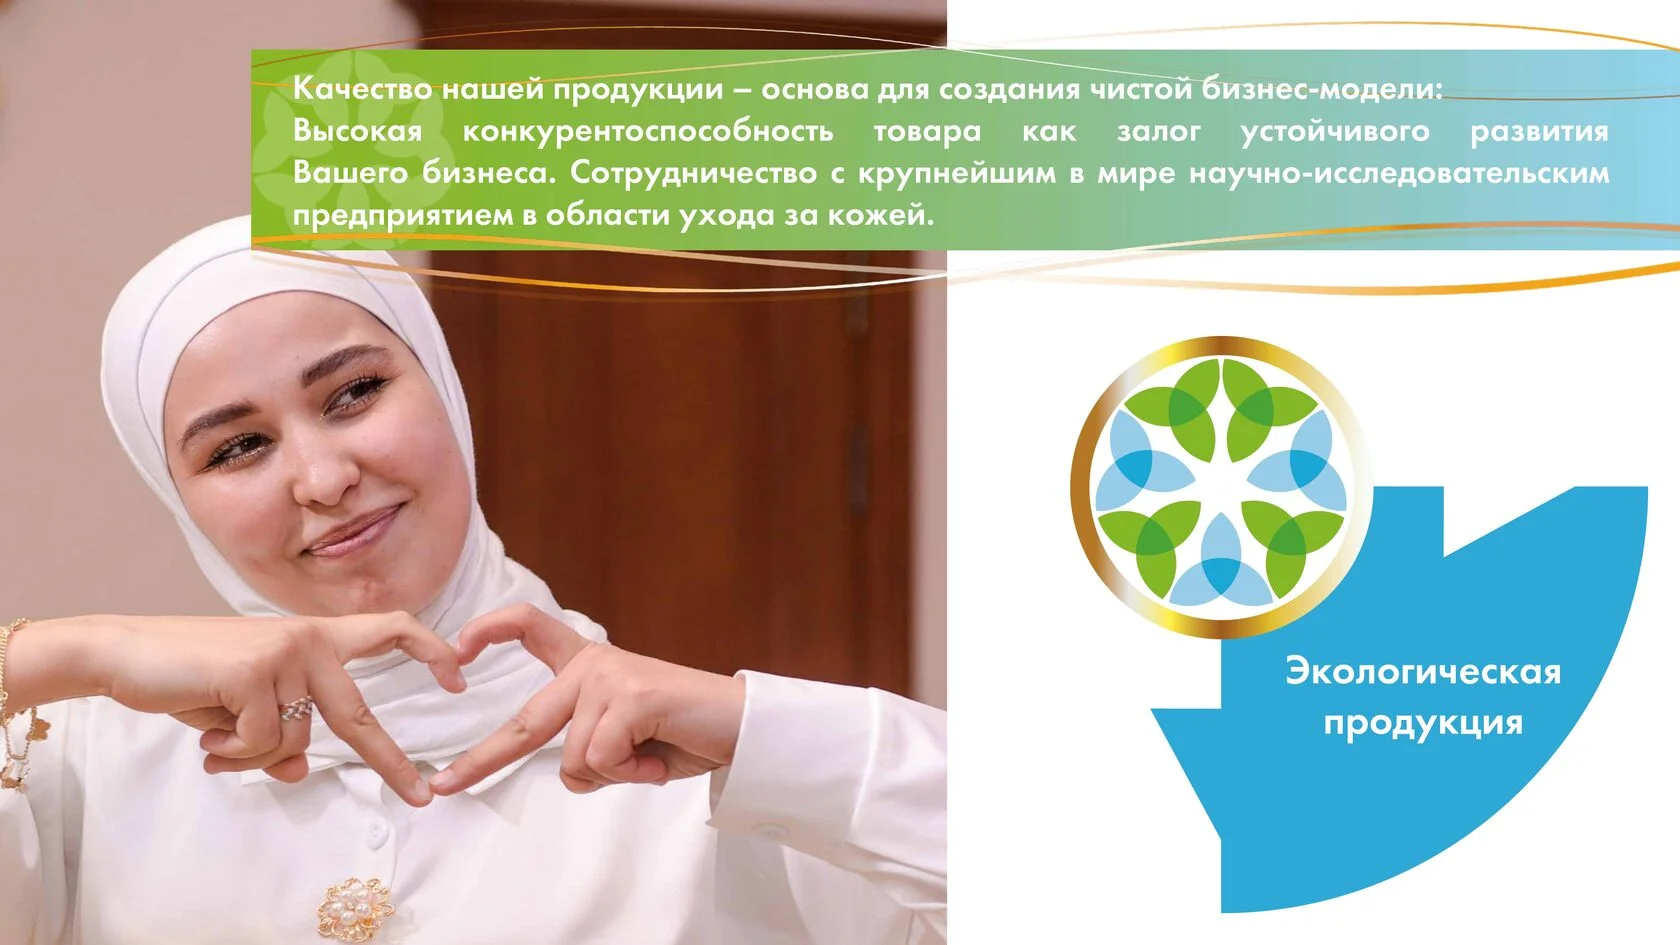 Качество нашей продукции – основа для создания чистой бизнес-модели:
Высокая конкурентоспособность товара как залог устойчивого развития
Вашего бизнеса. Сотрудничество с крупнейшим в мире научно-исследовательским
предприятием в области ухода за кожей.
Экологическая
продукция